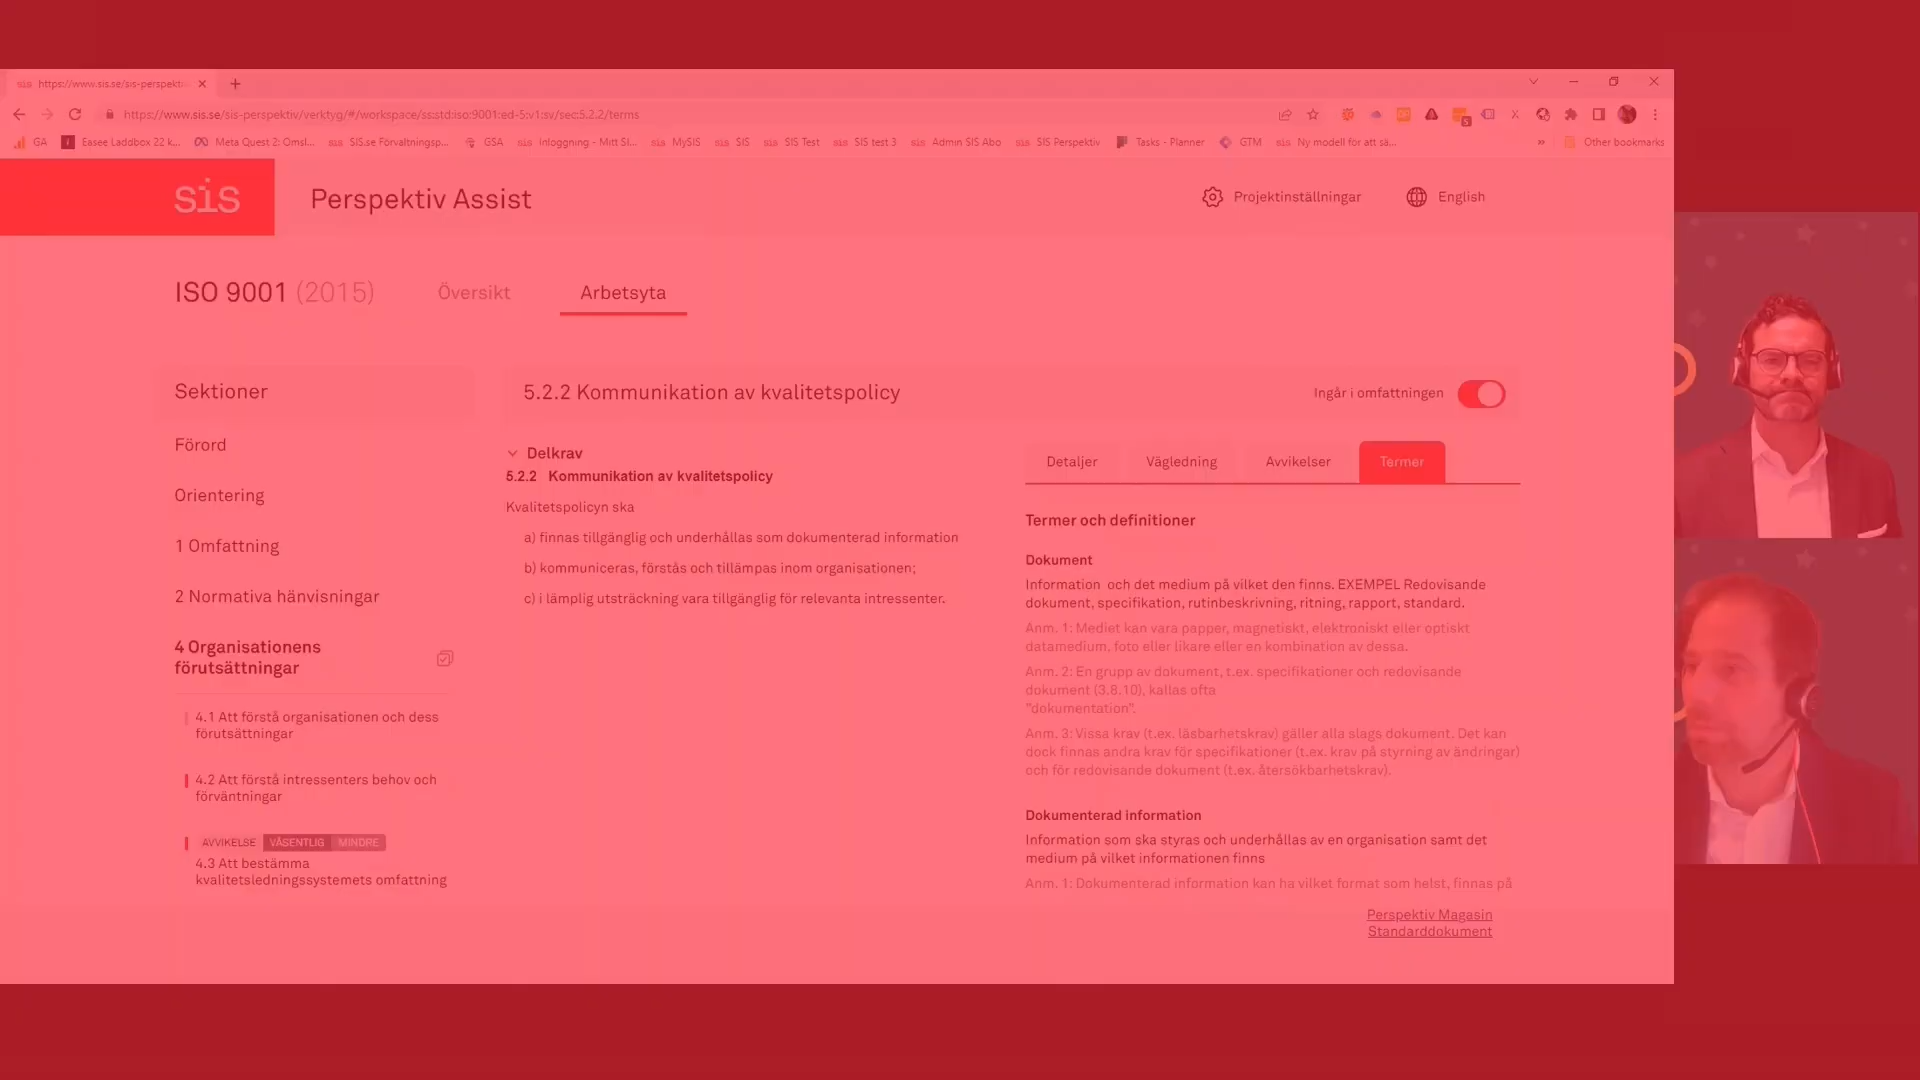 sis https://www.sis.se/sis-perspekti
https://www.sis.se/sis-perspektiv/verktyg/#/workspace/ss:std:iso:9001:ed-5:v1:sv/sec:5.2.2/terms
GA Easee Laddbox 22 k... Meta Quest 2: Omsl... sis SIS.se Förvaltningsp... GSA sis Inloggning - Mitt SI... sis MySIS sis SIS sis SIS Test sis SIS test 3 sis Admin SIS Abo sis SIS Perspektiv Tasks - Planner GTM sis Ny modell för att sä... » Other bookmarks
sis
Perspektiv Assist
Projektinställningar
English
ISO 9001 (2015)
Översikt
Arbetsyta
Sektioner
Förord
Orientering
1 Omfattning
2 Normativa hänvisningar
4 Organisationens
förutsättningar
4.1 Att förstå organisationen och dess
förutsättningar
4.2 Att förstå intressenters behov och
förväntningar
AVVIKELSE VÄSENTLIG MINDRE
4.3 Att bestämma
kvalitetsledningssystemets omfattning
5.2.2 Kommunikation av kvalitetspolicy
Ingår i omfattningen
Delkrav
5.2.2 Kommunikation av kvalitetspolicy
Kvalitetspolicyn ska
a) finnas tillgänglig och underhållas som dokumenterad information
b) kommuniceras, förstås och tillämpas inom organisationen;
c) i lämplig utsträckning vara tillgänglig för relevanta intressenter.
Detaljer
Vägledning
Avvikelser
Termer
Termer och definitioner
Dokument
Information och det medium på vilket den finns. EXEMPEL Redovisande
dokument, specifikation, rutinbeskrivning, ritning, rapport, standard.
Anm. 1: Mediet kan vara papper, magnetiskt, elektroniskt eller optiskt
datamedium, foto eller likare eller en kombination av dessa.
Anm. 2: En grupp av dokument, t.ex. specifikationer och redovisande
dokument (3.8.10), kallas ofta
"dokumentation".
Anm. 3: Vissa krav (t.ex. läsbarhetskrav) gäller alla slags dokument. Det kan
dock finnas andra krav för specifikationer (t.ex. krav på styrning av ändringar)
och för redovisande dokument (t.ex. återsökbarhetskrav).
Dokumenterad information
Information som ska styras och underhållas av en organisation samt det
medium på vilket informationen finns
Anm. 1: Dokumenterad information kan ha vilket format som helst, finnas på
Perspektiv Magasin
Standarddokument